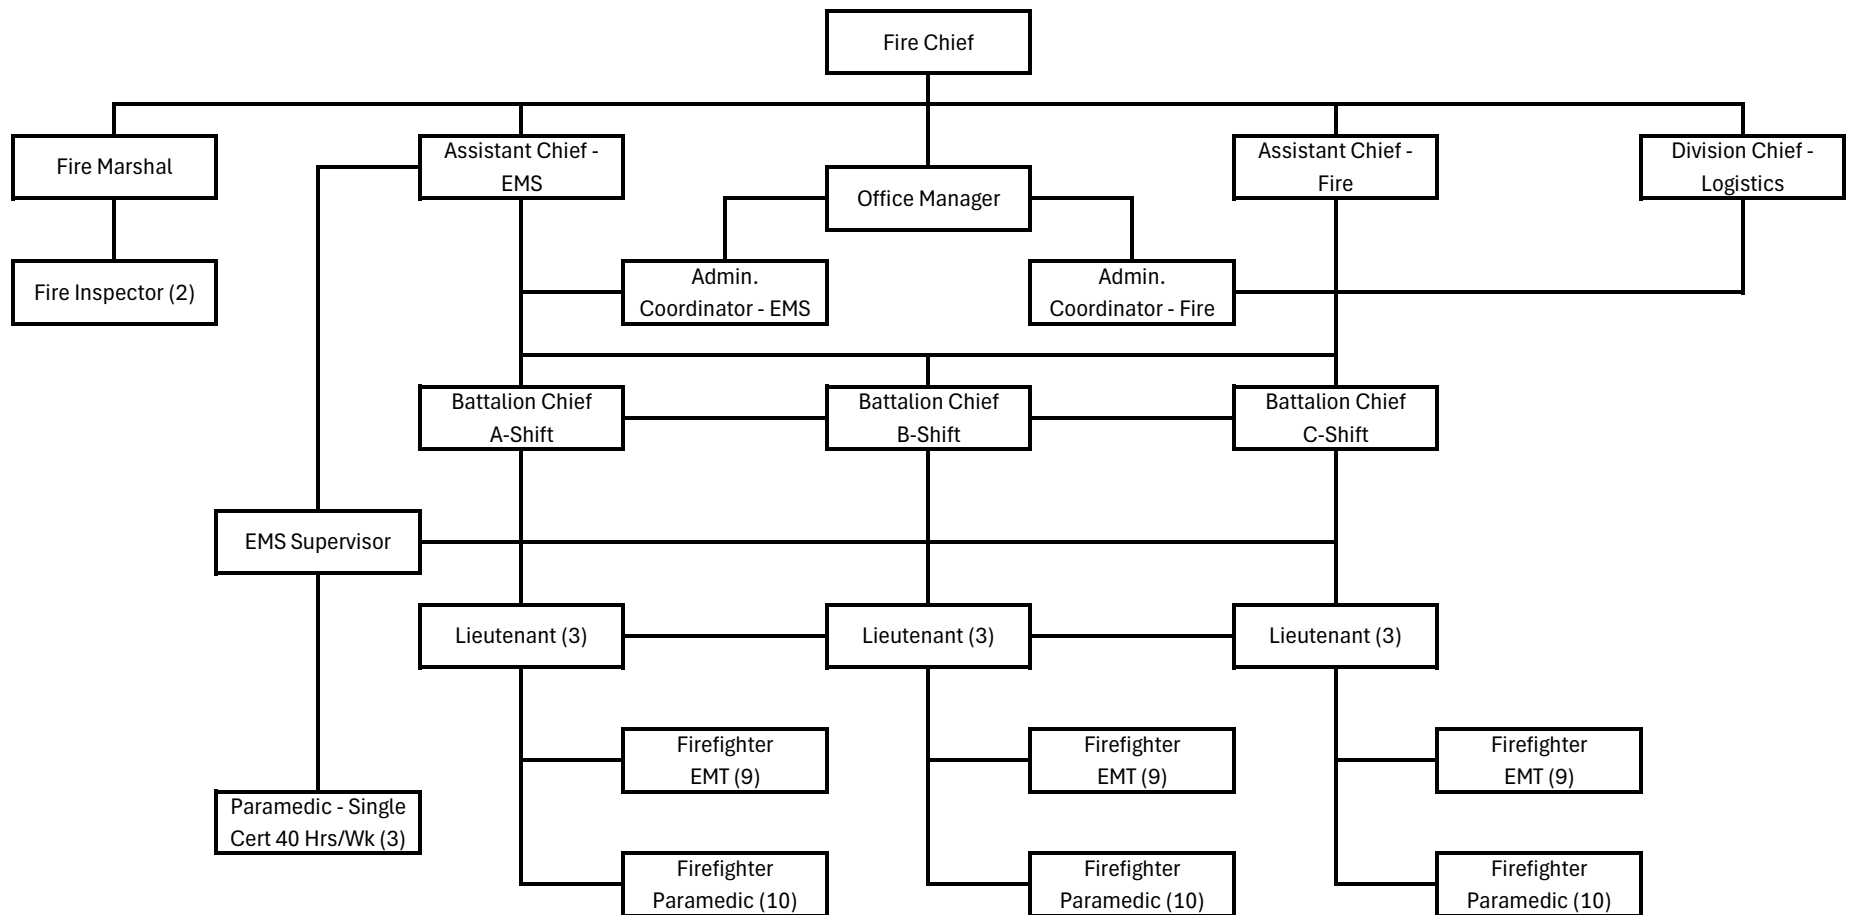 Fire Chief
Fire Marshal
Assistant Chief -
EMS
Office Manager
Assistant Chief -
Fire
Division Chief -
Logistics
Fire Inspector (2)
Admin.
Coordinator - EMS
Admin.
Coordinator - Fire
Battalion Chief
A-Shift
Battalion Chief
B-Shift
Battalion Chief
C-Shift
EMS Supervisor
Lieutenant (3)
Lieutenant (3)
Lieutenant (3)
Firefighter
EMT (9)
Firefighter
EMT (9)
Firefighter
EMT (9)
Paramedic - Single
Cert 40 Hrs/Wk (3)
Firefighter
Paramedic (10)
Firefighter
Paramedic (10)
Firefighter
Paramedic (10)